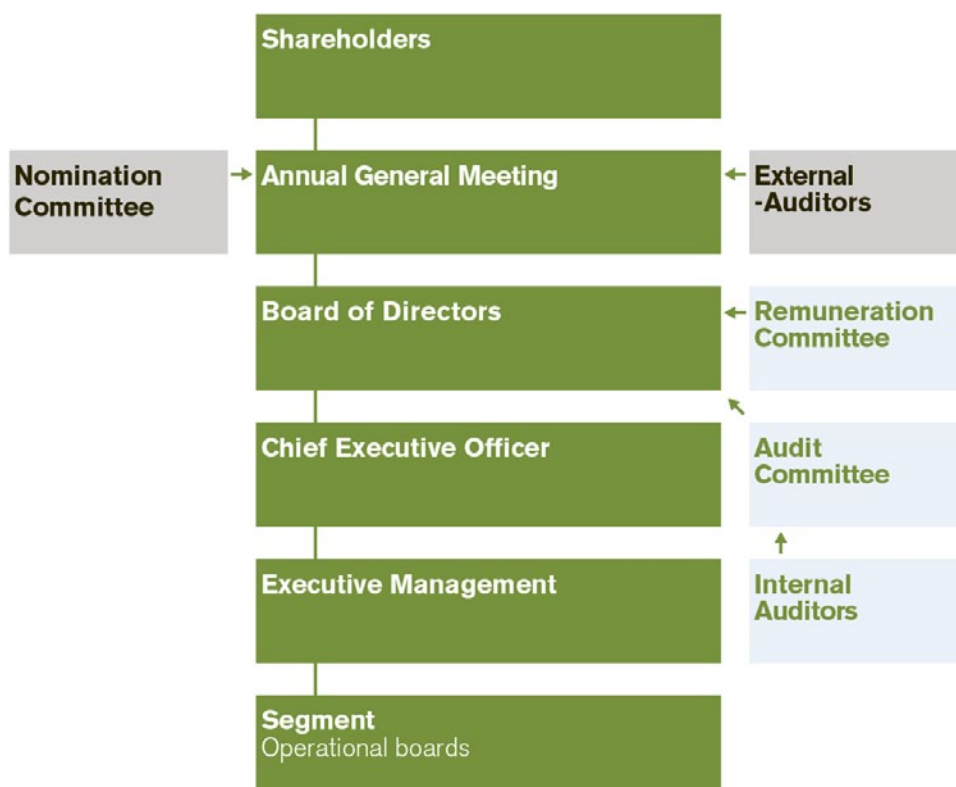 Shareholders
Nomination
Committee
Annual General Meeting
External
-Auditors
Board of Directors
Remuneration
Committee
Chief Executive Officer
Audit
Committee
Executive Management
Internal
Auditors
Segment
Operational boards